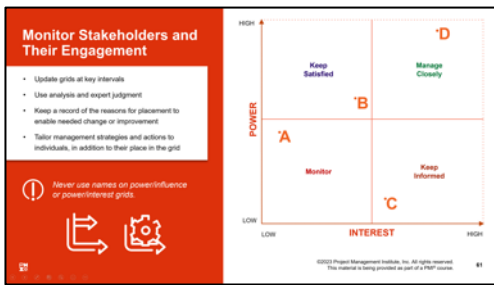 Monitor Stakeholders and
Their Engagement
• Update grids at key intervals
• Use analysis and expert judgment
• Keep a record of the reasons for placement to
enable needed change or improvement
• Tailor management strategies and actions to
individuals, in addition to their place in the grid
Never use names on power/influence
or power/interest grids.
HIGH
POWER
LOW
Keep
Satisfied
Manage
Closely
D
B
A
Monitor
Keep
Informed
C
LOW
INTEREST
HIGH
©2023 Project Management Institute, Inc. All rights reserved.
This material is being provided as part of a PMI® course.
61